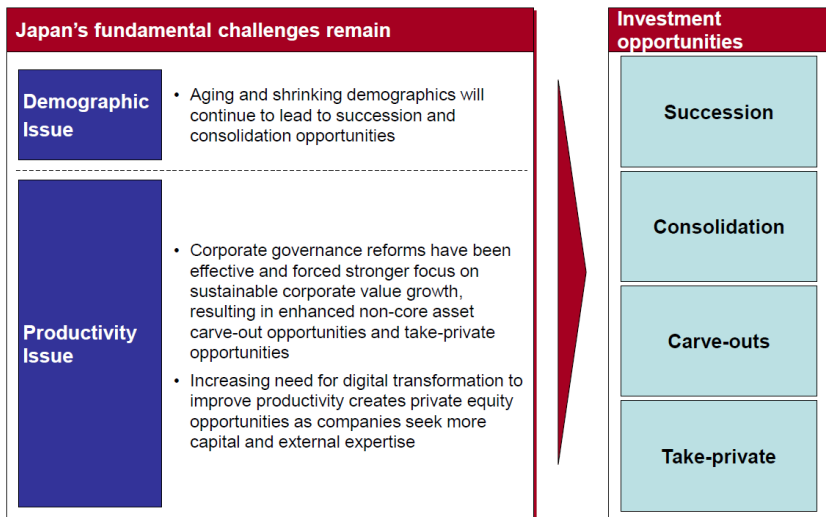 Japan's fundamental challenges remain
Demographic
Issue
• Aging and shrinking demographics will
continue to lead to succession and
consolidation opportunities
Productivity
Issue
• Corporate governance reforms have been
effective and forced stronger focus on
sustainable corporate value growth,
resulting in enhanced non-core asset
carve-out opportunities and take-private
opportunities
• Increasing need for digital transformation to
improve productivity creates private equity
opportunities as companies seek more
capital and external expertise
Investment
opportunities
Succession
Consolidation
Carve-outs
Take-private